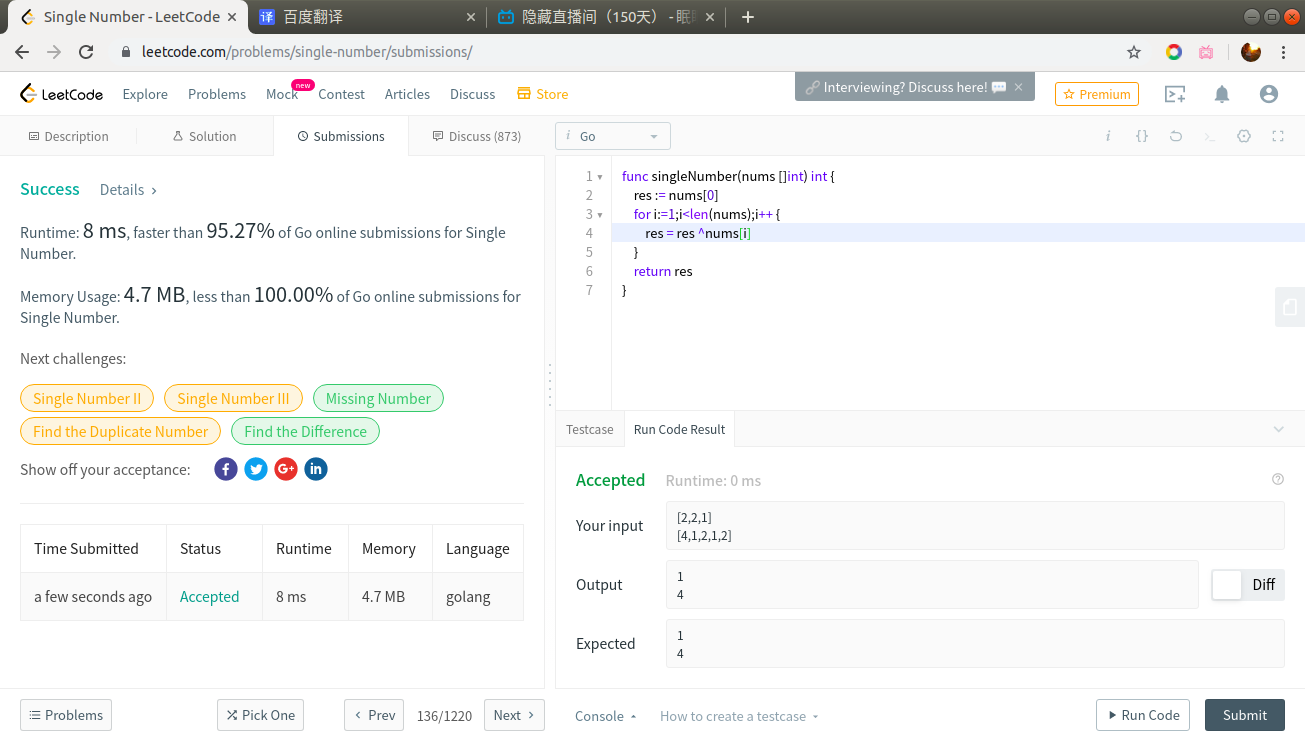 Single Number - LeetCode
百度翻译
隐藏直播间（150天） - 眠
leetcode.com/problems/single-number/submissions/
LeetCode
Explore
Problems
Mock
new
Contest
Articles
Discuss
Store
Interviewing? Discuss here!
Premium
Description
Solution
Submissions
Discuss (873)
i Go
Success
Details
Runtime: 8 ms, faster than 95.27% of Go online submissions for Single
Number.
Memory Usage: 4.7 MB, less than 100.00% of Go online submissions for
Single Number.
Next challenges:
Single Number II
Single Number III
Missing Number
Find the Duplicate Number
Find the Difference
Show off your acceptance:
Time Submitted Status Runtime Memory Language
a few seconds ago Accepted 8 ms 4.7 MB golang
1 func singleNumber(nums []int) int {
2 res := nums[0]
3 for i:=1;i<len(nums);i++ {
4 res = res ^nums[i]
5 }
6 return res
7 }
Testcase
Run Code Result
Accepted
Runtime: 0 ms
Your input
[2,2,1]
[4,1,2,1,2]
Output
1
4
Diff
Expected
1
4
Problems
Pick One
Prev
136/1220
Next
Console
How to create a testcase
Run Code
Submit